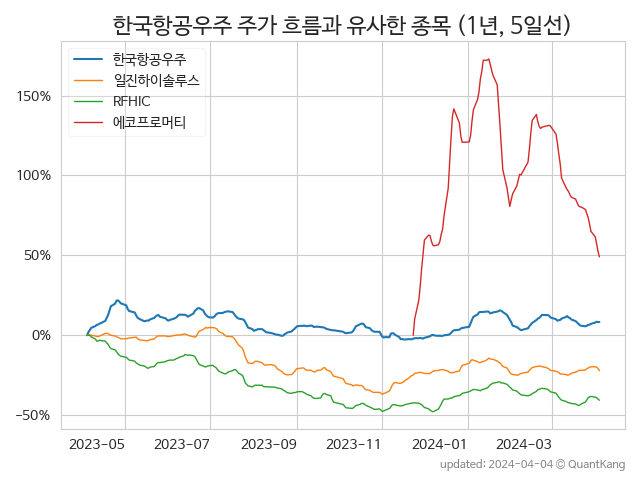 한국항공우주 주가 흐름과 유사한 종목 (1년, 5일선)
한국항공우주
일진하이솔루스
RFHIC
에코프로머티
150%
100%
50%
0%
−50%
2023-05 2023-07 2023-09 2023-11 2024-01 2024-03
updated: 2024-04-04 © QuantKang